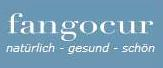 fangocur
natürlich - gesund - schön